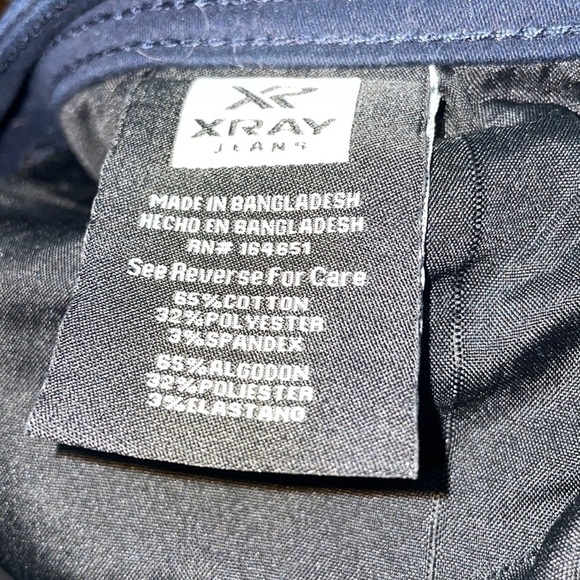 XRAY
JEANS
MADE IN BANGLADESH
HECHO EN BANGLADESH
RN# 164651
See Reverse For Care
65%COTTON
32%POLYESTER
3%SPANDEX
65%ALGODON
32%POLIESTER
3%ELASTANO